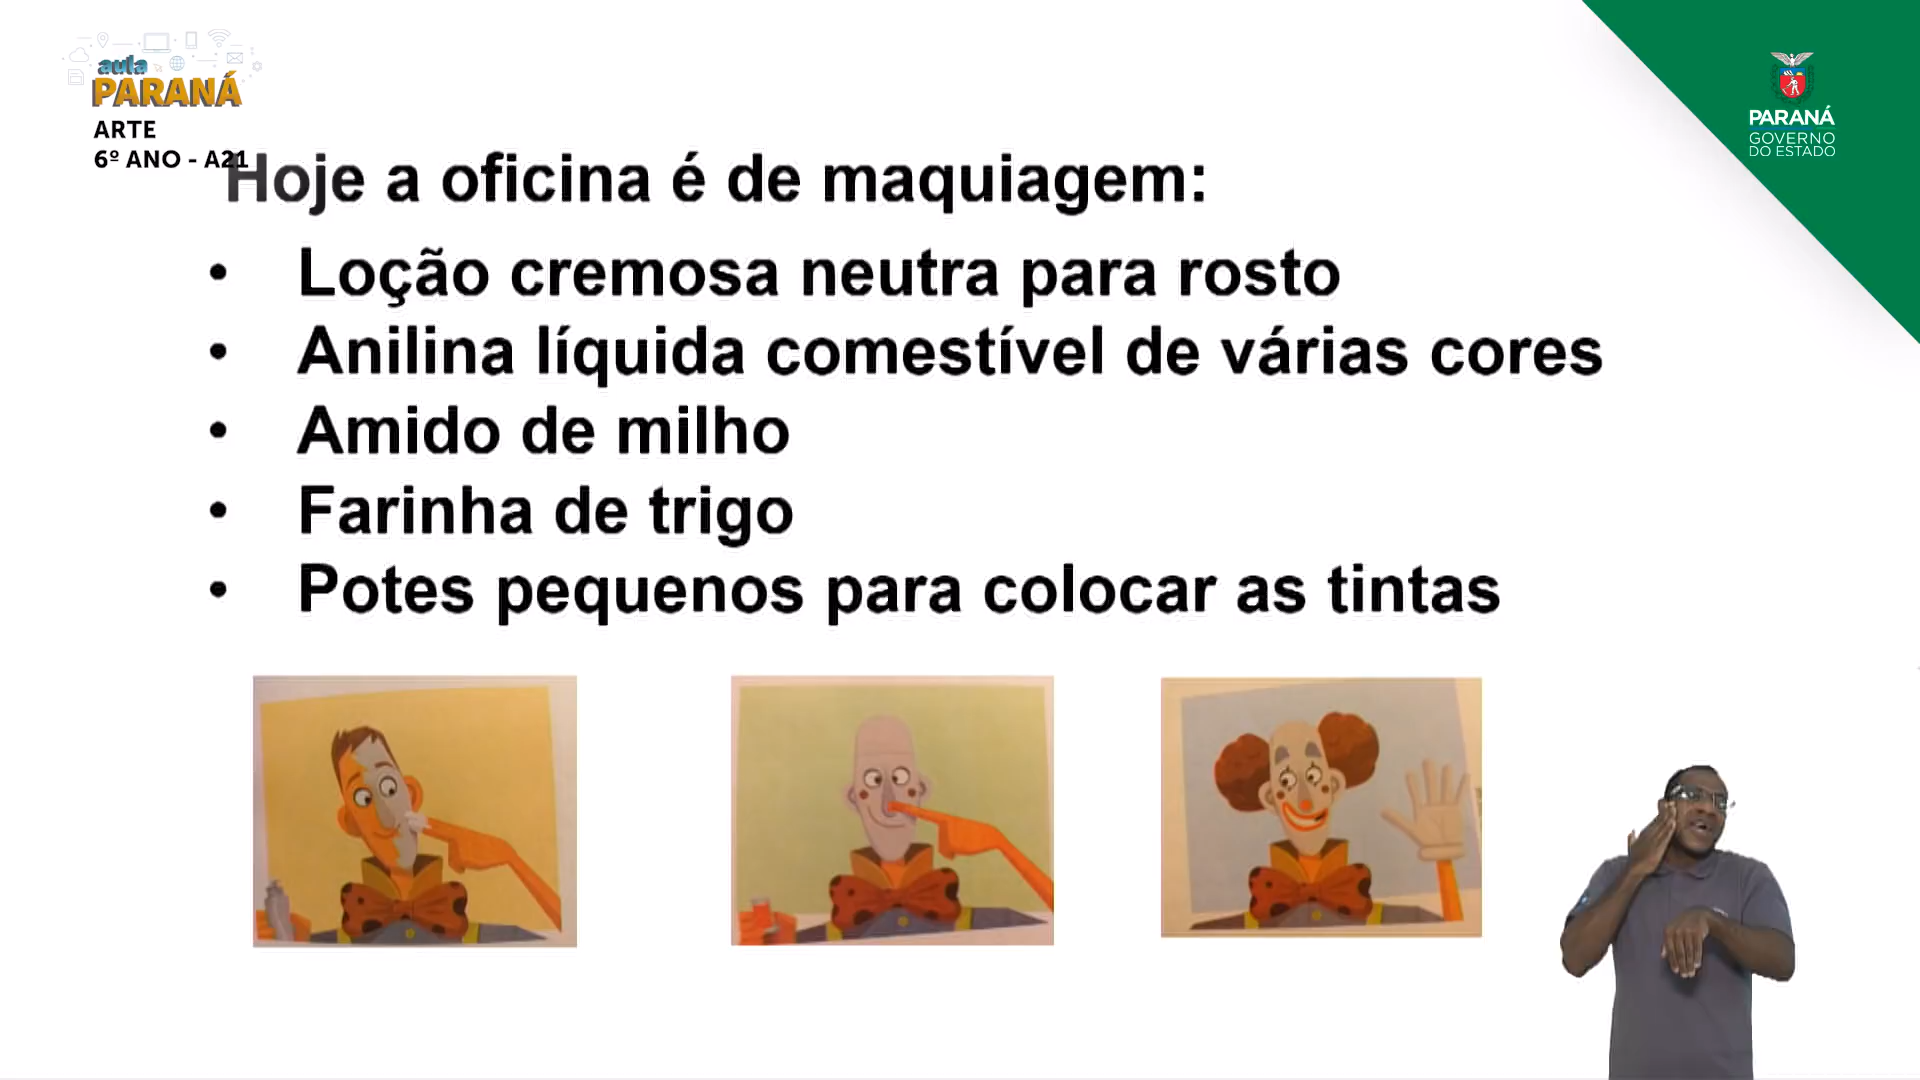 aula
PARANÁ
ARTE
6º ANO - A21
PARANÁ
GOVERNO
DO ESTADO
Hoje a oficina é de maquiagem:
• Loção cremosa neutra para rosto
• Anilina líquida comestível de várias cores
• Amido de milho
• Farinha de trigo
• Potes pequenos para colocar as tintas